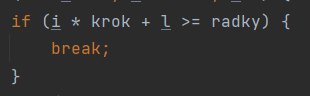 if (i * krok + l >= radky) {
break;
}